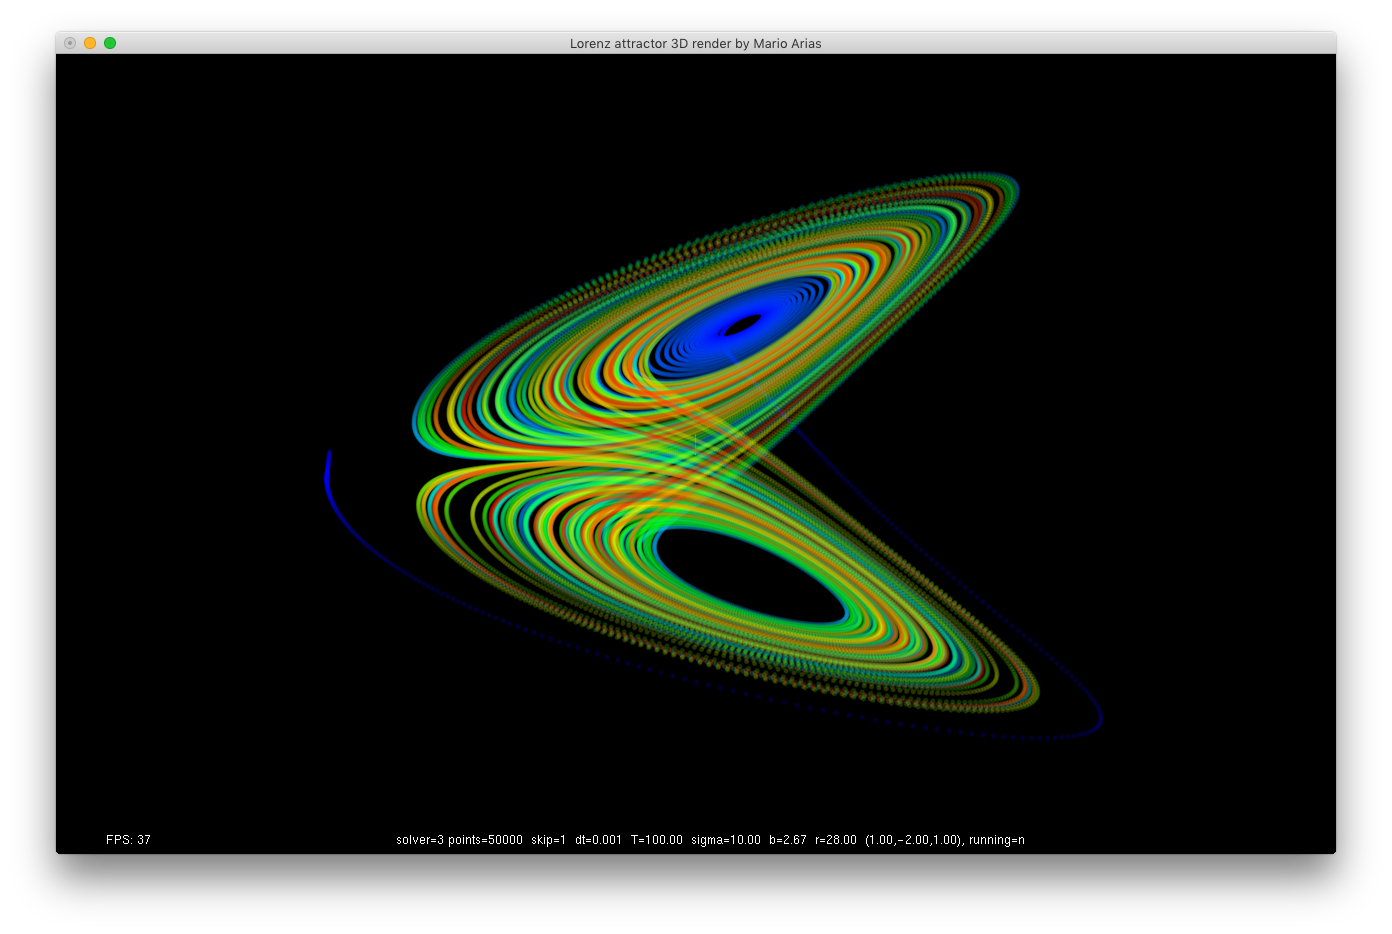 Lorenz attractor 3D render by Mario Arias
FPS: 37
solver=3 points=50000 skip=1 dt=0.001 T=100.00 sigma=10.00 b=2.67 r=28.00 (1.00,-2.00,1.00), running=n